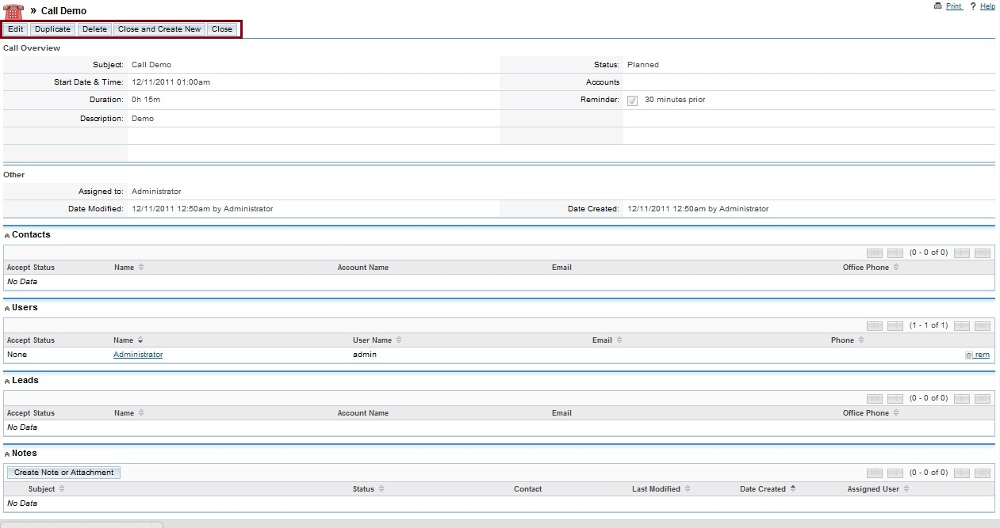 » Call Demo
Print ? Help
Edit Duplicate Delete Close and Create New Close
Call Overview
Subject: Call Demo Status: Planned
Start Date & Time: 12/11/2011 01:00am Accounts
Duration: 0h 15m Reminder: 30 minutes prior
Description: Demo
Other
Assigned to: Administrator
Date Modified: 12/11/2011 12:50am by Administrator Date Created: 12/11/2011 12:50am by Administrator
Contacts
(0 - 0 of 0)
Accept Status Name Account Name Email Office Phone
No Data
Users
(1 - 1 of 1)
Accept Status Name User Name Email Phone
None Administrator admin rem
Leads
(0 - 0 of 0)
Accept Status Name Account Name Email Office Phone
No Data
Notes
Create Note or Attachment (0 - 0 of 0)
Subject Status Contact Last Modified Date Created Assigned User
No Data